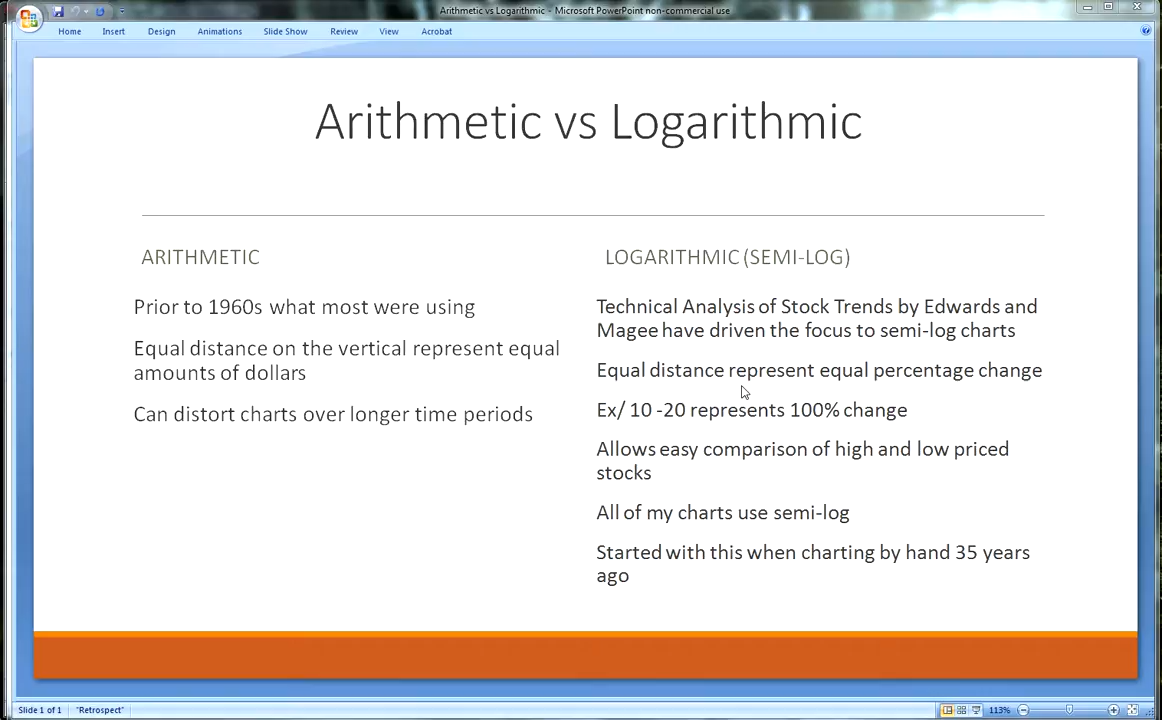 Arithmetic vs Logarithmic - Microsoft PowerPoint non-commercial use
Home Insert Design Animations Slide Show Review View Acrobat
Arithmetic vs Logarithmic
ARITHMETIC
Prior to 1960s what most were using
Equal distance on the vertical represent equal
amounts of dollars
Can distort charts over longer time periods
LOGARITHMIC (SEMI-LOG)
Technical Analysis of Stock Trends by Edwards and
Magee have driven the focus to semi-log charts
Equal distance represent equal percentage change
Ex/ 10 -20 represents 100% change
Allows easy comparison of high and low priced
stocks
All of my charts use semi-log
Started with this when charting by hand 35 years
ago
Slide 1 of 1 "Retrospect" 113%